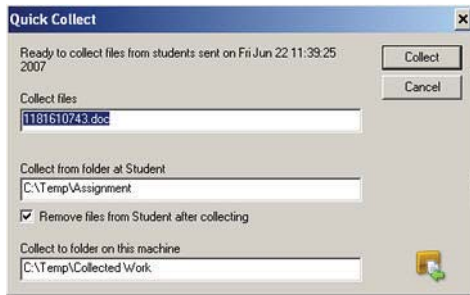 Quick Collect
Ready to collect files from students sent on Fri Jun 22 11:39:25
2007
Collect
Cancel
Collect files
1181610743.doc
Collect from folder at Student
C:\Temp\Assignment
Remove files from Student after collecting
Collect to folder on this machine
C:\Temp\Collected Work